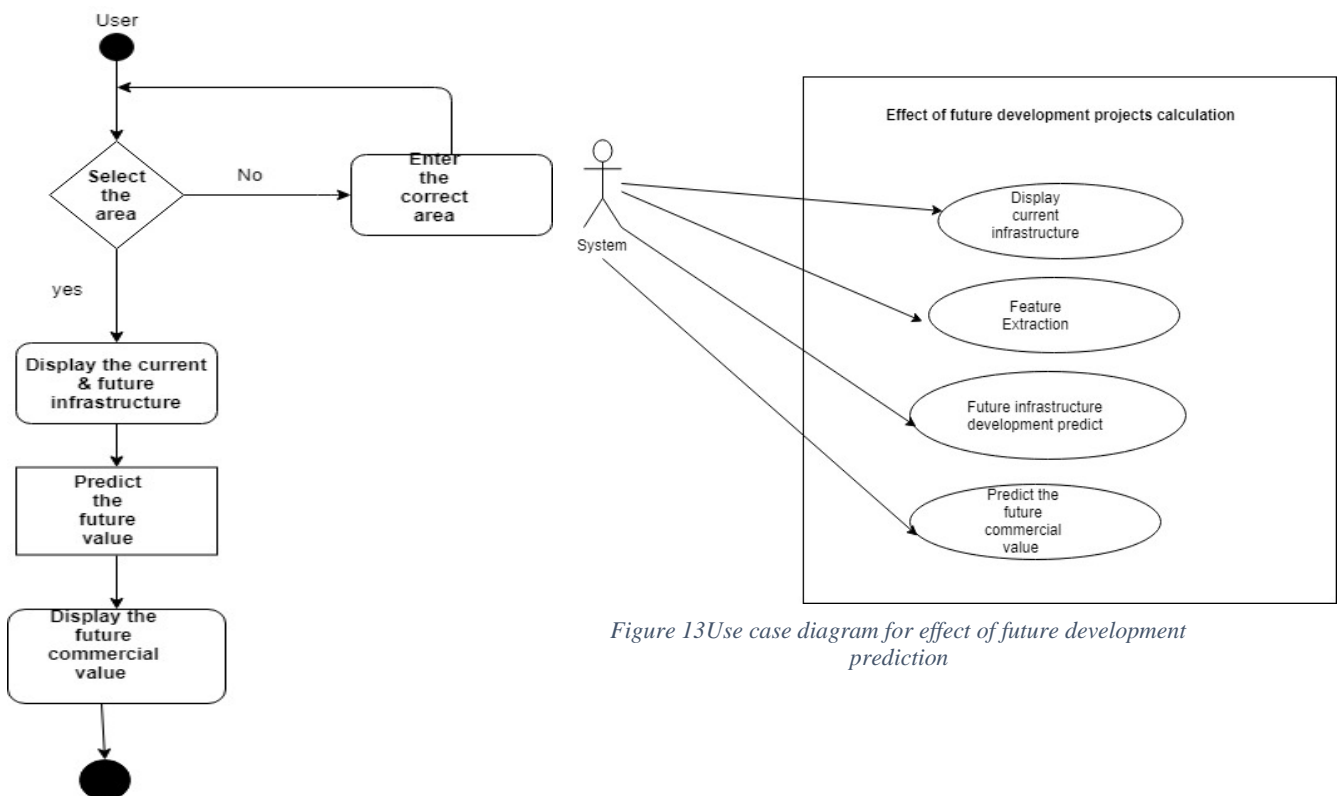 User
Select
the
area
No
Enter
the
correct
area
yes
Display the current
& future
infrastructure
Predict
the
future
value
Display the
future
commercial
value
System
Effect of future development projects calculation
Display
current
infrastructure
Feature
Extraction
Future infrastructure
development predict
Predict the
future
commercial
value
Figure 13Use case diagram for effect of future development
prediction